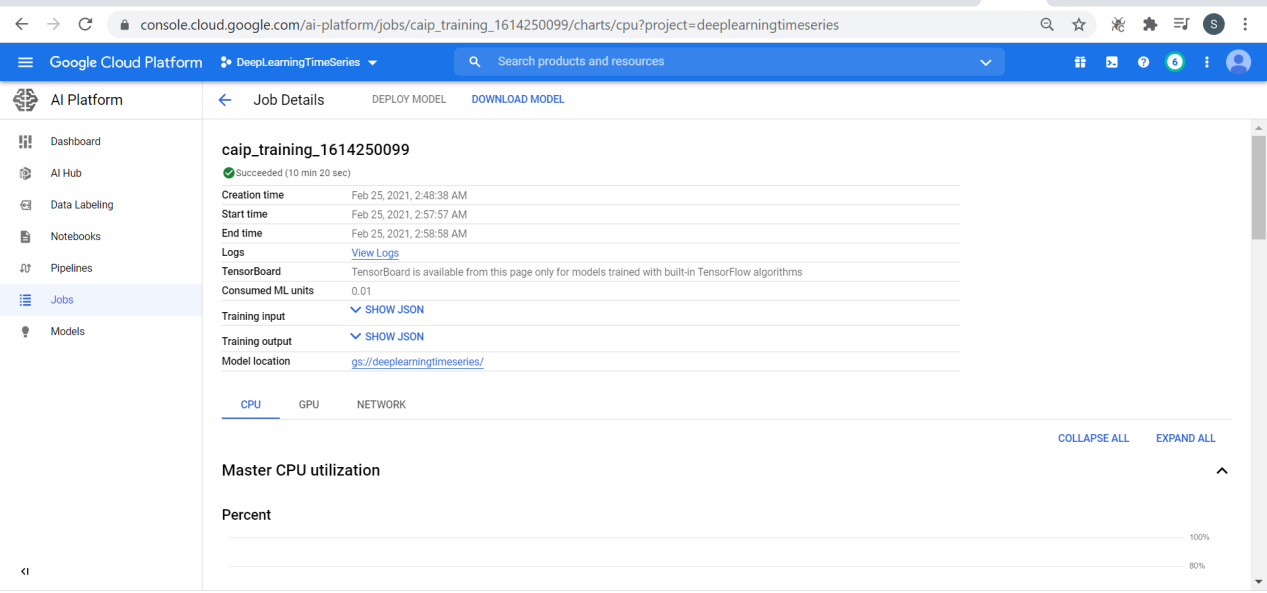 console.cloud.google.com/ai-platform/jobs/caip_training_1614250099/charts/cpu?project=deeplearningtimeseries
S
Google Cloud Platform
DeepLearningTimeSeries
Search products and resources
6
AI Platform
Job Details
DEPLOY MODEL
DOWNLOAD MODEL
Dashboard
AI Hub
Data Labeling
Notebooks
Pipelines
Jobs
Models
caip_training_1614250099
Succeeded (10 min 20 sec)
Creation time Feb 25, 2021, 2:48:38 AM
Start time Feb 25, 2021, 2:57:57 AM
End time Feb 25, 2021, 2:58:58 AM
Logs View Logs
TensorBoard TensorBoard is available from this page only for models trained with built-in TensorFlow algorithms
Consumed ML units 0.01
Training input SHOW JSON
Training output SHOW JSON
Model location gs://deeplearningtimeseries/
CPU GPU NETWORK
COLLAPSE ALL EXPAND ALL
Master CPU utilization
Percent
100%
80%